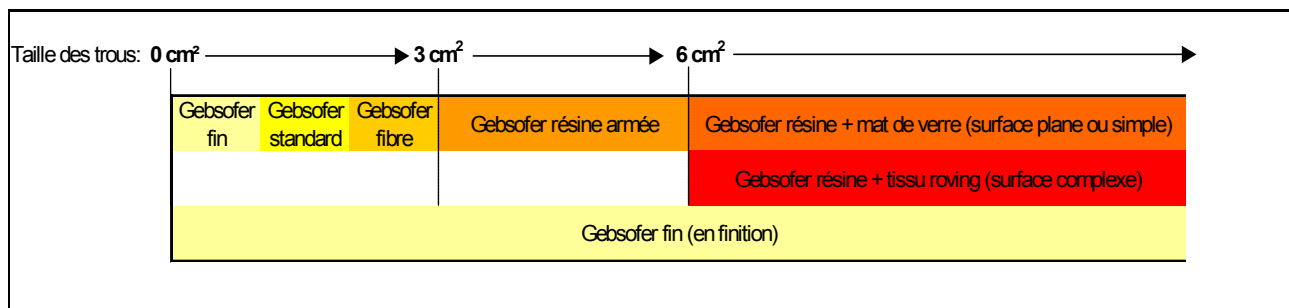 Taille des trous: 0 cm² 3 cm² 6 cm²
Gebsofer fin
Gebsofer standard
Gebsofer fibre
Gebsofer résine armée
Gebsofer résine + mat de verre (surface plane ou simple)
Gebsofer résine + tissu roving (surface complexe)
Gebsofer fin (en finition)